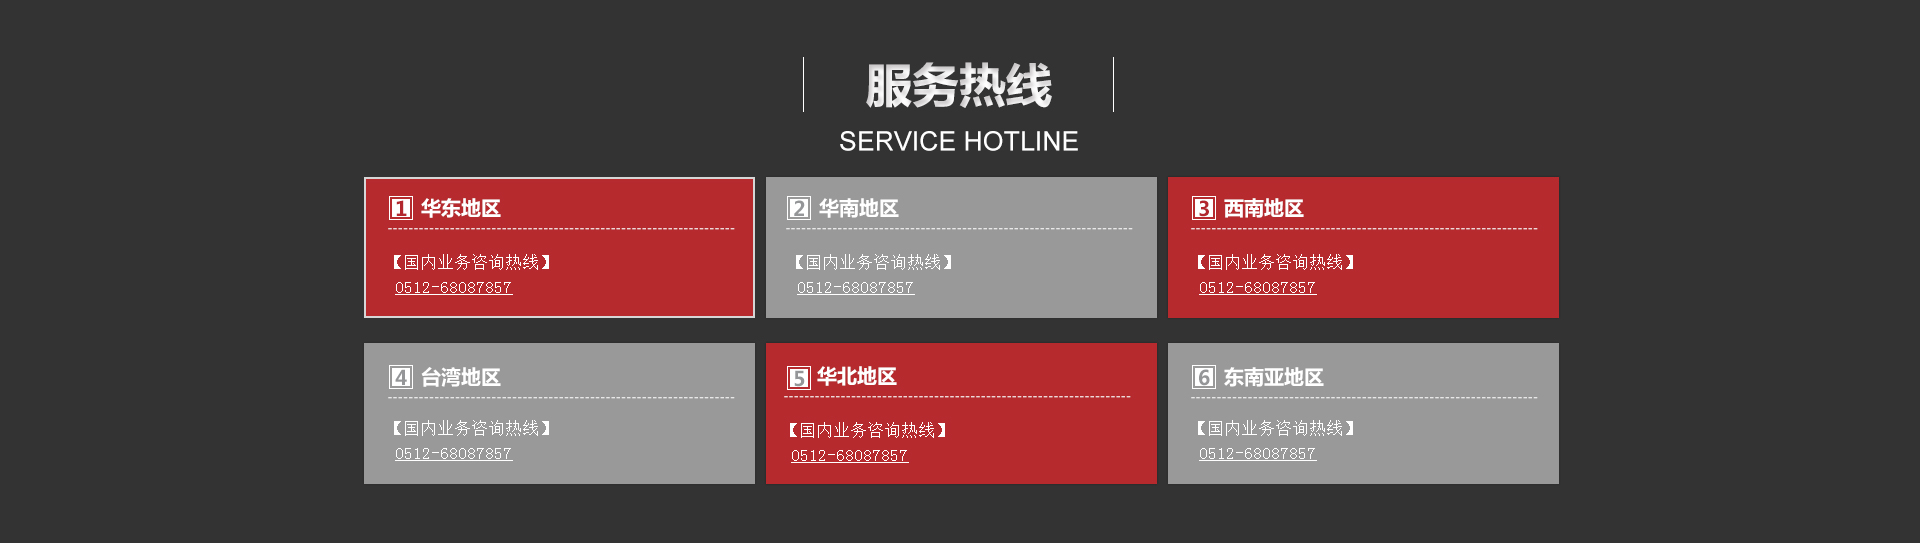 服务热线
SERVICE HOTLINE
1 华东地区
【国内业务咨询热线】
0512-68087857
2 华南地区
【国内业务咨询热线】
0512-68087857
3 西南地区
【国内业务咨询热线】
0512-68087857
4 台湾地区
【国内业务咨询热线】
0512-68087857
5 华北地区
【国内业务咨询热线】
0512-68087857
6 东南亚地区
【国内业务咨询热线】
0512-68087857